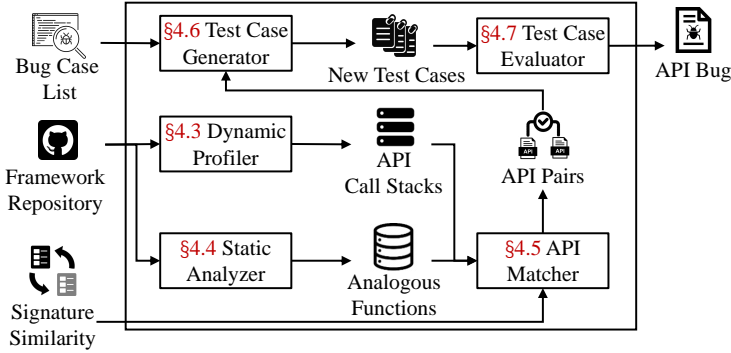 §4.6 Test Case
Generator
New Test Cases
§4.7 Test Case
Evaluator
API Bug
Bug Case
List
§4.3 Dynamic
Profiler
API
Call Stacks
API
API
API Pairs
Framework
Repository
§4.4 Static
Analyzer
Analogous
Functions
§4.5 API
Matcher
Signature
Similarity